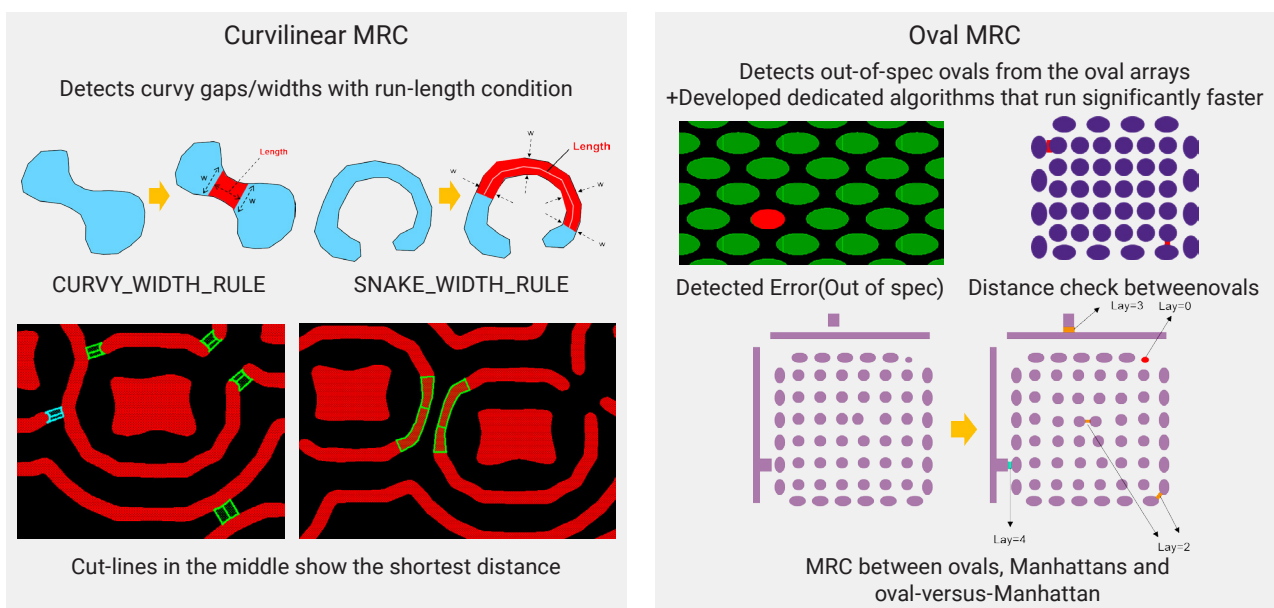 Curvilinear MRC
Detects curvy gaps/widths with run-length condition
Length
w
w
CURVY_WIDTH_RULE
w
Length
w
w
w
SNAKE_WIDTH_RULE
Cut-lines in the middle show the shortest distance
Oval MRC
Detects out-of-spec ovals from the oval arrays
+Developed dedicated algorithms that run significantly faster
Detected Error(Out of spec)
Distance check betweenovals
Lay=3
Lay=0
Lay=4
Lay=2
MRC between ovals, Manhattans and
oval-versus-Manhattan